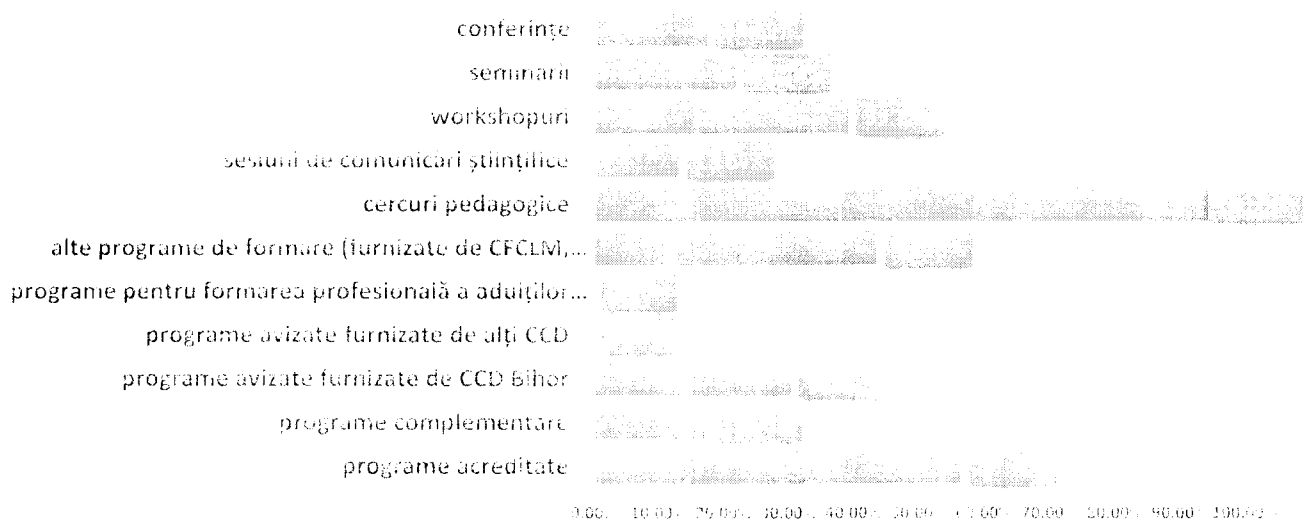 conferințe
seminarii
workshopuri
sesiuni de comunicări științifice
cercuri pedagogice
alte programe de formare (furnizate de CFCLM,...
programe pentru formarea profesională a adulților...
programe avizate furnizate de alți CCD
programe avizate furnizate de CCD Bihor
programe complementare
programe acreditate
0.00% 10.00% 20.00% 30.00% 40.00% 50.00% 60.00% 70.00% 80.00% 90.00% 100.00%